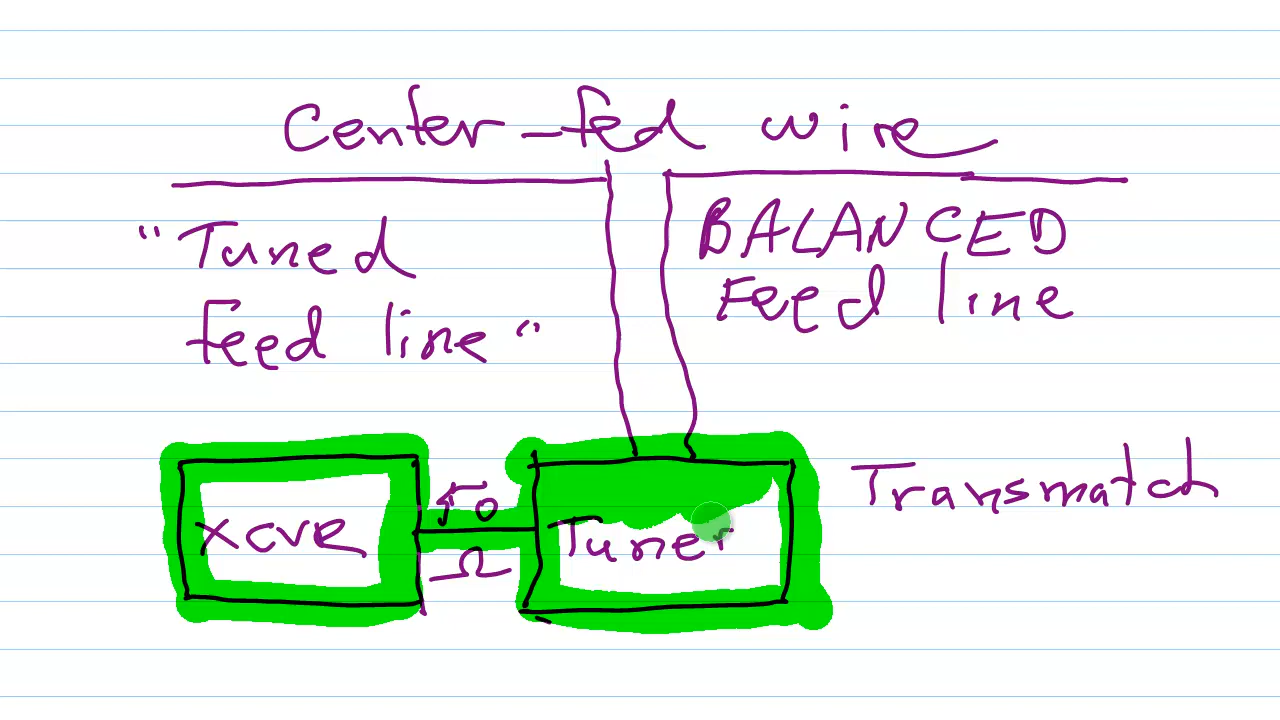 Center-fed wire
"Tuned
feed line"
BALANCED
Feed line
Transmatch
XCVR
50
Ω
Tuner